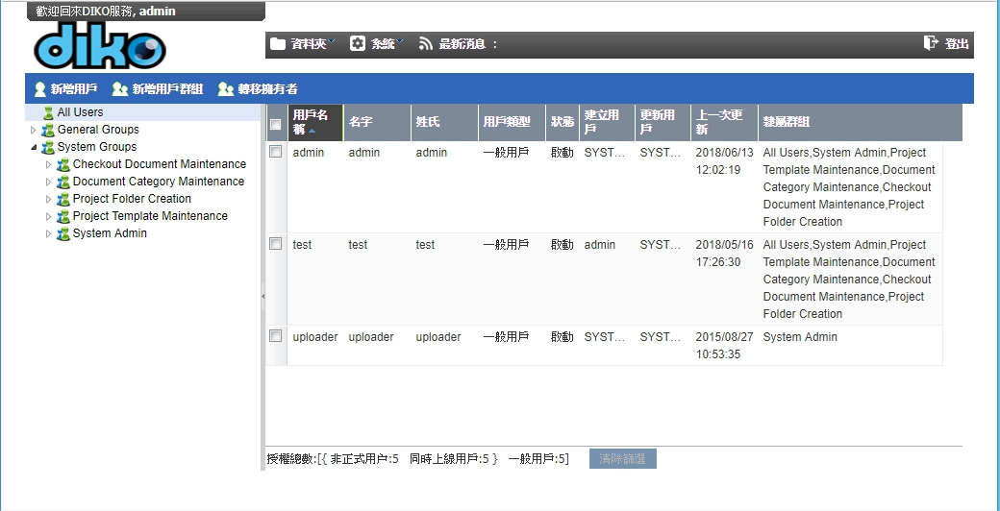 歡迎回來DIKO服務, admin
diko
資料夾 系統 最新消息 : 登出
新增用戶 新增用戶群組 轉移擁有者
All Users
General Groups
System Groups
Checkout Document Maintenance
Document Category Maintenance
Project Folder Creation
Project Template Maintenance
System Admin
用戶名稱 名字 姓氏 用戶類型 狀態 建立用戶 更新用戶 上一次更新 隸屬群組
admin admin admin 一般用戶 啟動 SYST... SYST... 2018/06/13 All Users,System Admin,Project
12:02:19 Template Maintenance,Document
Category Maintenance,Checkout
Document Maintenance,Project
Folder Creation
test test test 一般用戶 啟動 admin SYST... 2018/05/16 All Users,System Admin,Project
17:26:30 Template Maintenance,Document
Category Maintenance,Checkout
Document Maintenance,Project
Folder Creation
uploader uploader uploader 一般用戶 啟動 SYST... SYST... 2015/08/27 System Admin
10:53:35
授權總數:[{ 非正式用户:5 同時上線用戶:5 } 一般用戶:5] 清除篩選